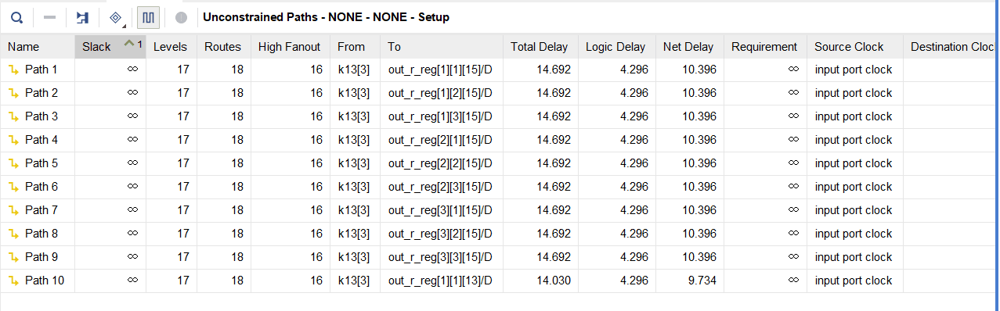 Unconstrained Paths - NONE - NONE - Setup
Name Slack 1 Levels Routes High Fanout From To Total Delay Logic Delay Net Delay Requirement Source Clock Destination Cloc
Path 1 ∞ 17 18 16 k13[3] out_r_reg[1][1][15]/D 14.692 4.296 10.396 ∞ input port clock
Path 2 ∞ 17 18 16 k13[3] out_r_reg[1][2][15]/D 14.692 4.296 10.396 ∞ input port clock
Path 3 ∞ 17 18 16 k13[3] out_r_reg[1][3][15]/D 14.692 4.296 10.396 ∞ input port clock
Path 4 ∞ 17 18 16 k13[3] out_r_reg[2][1][15]/D 14.692 4.296 10.396 ∞ input port clock
Path 5 ∞ 17 18 16 k13[3] out_r_reg[2][2][15]/D 14.692 4.296 10.396 ∞ input port clock
Path 6 ∞ 17 18 16 k13[3] out_r_reg[2][3][15]/D 14.692 4.296 10.396 ∞ input port clock
Path 7 ∞ 17 18 16 k13[3] out_r_reg[3][1][15]/D 14.692 4.296 10.396 ∞ input port clock
Path 8 ∞ 17 18 16 k13[3] out_r_reg[3][2][15]/D 14.692 4.296 10.396 ∞ input port clock
Path 9 ∞ 17 18 16 k13[3] out_r_reg[3][3][15]/D 14.692 4.296 10.396 ∞ input port clock
Path 10 ∞ 17 18 16 k13[3] out_r_reg[1][1][13]/D 14.030 4.296 9.734 ∞ input port clock